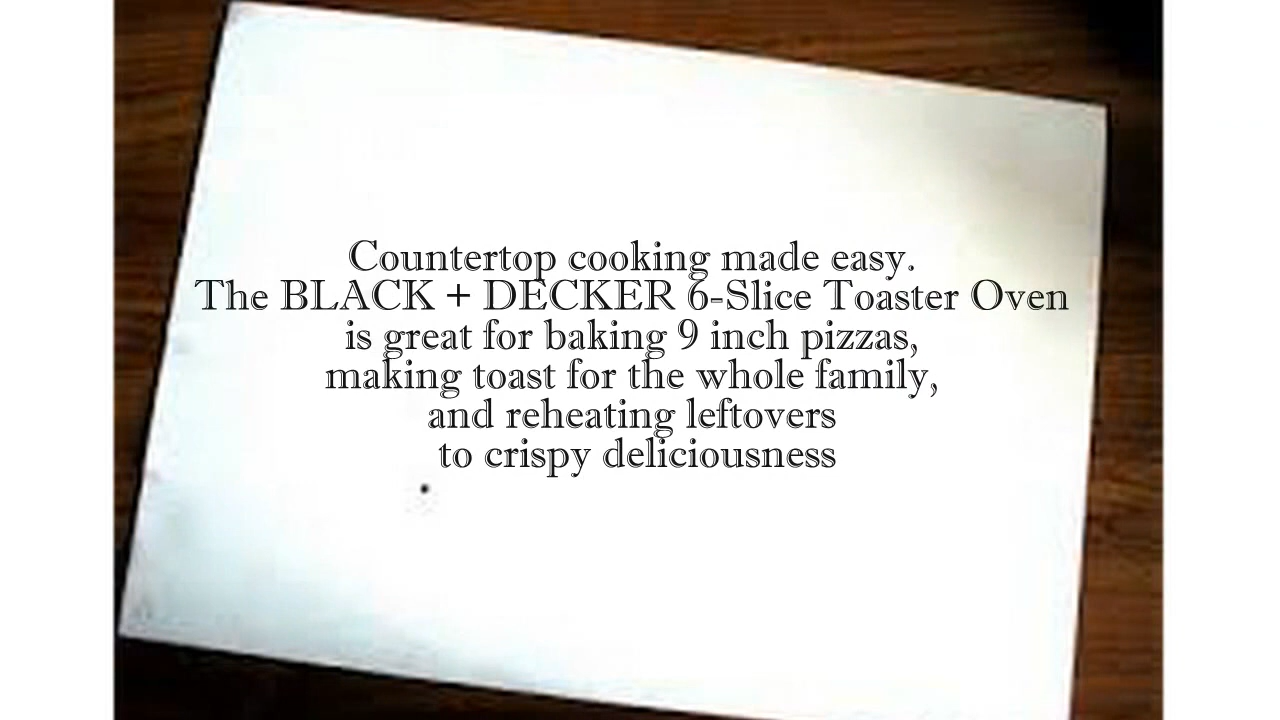 Countertop cooking made easy.
The BLACK + DECKER 6-Slice Toaster Oven
is great for baking 9 inch pizzas,
making toast for the whole family,
and reheating leftovers
to crispy deliciousness